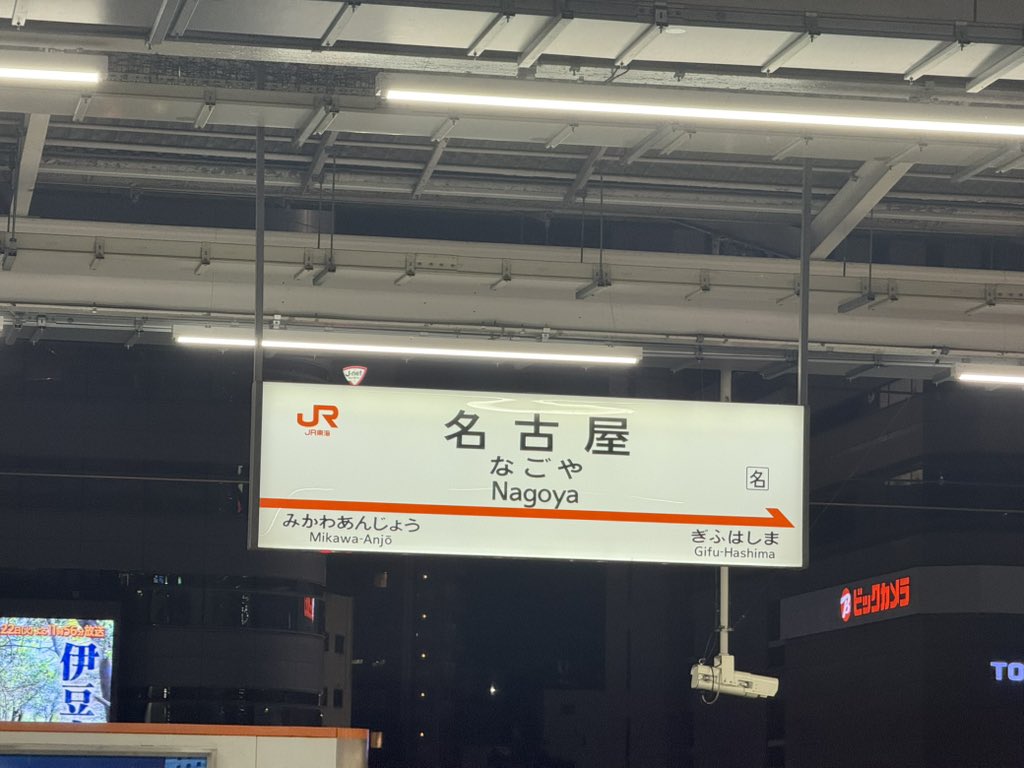 J-net
JR
JR東海
名古屋
なごや
Nagoya
名
みかわあんじょう
Mikawa-Anjō
ぎふはしま
Gifu-Hashima
ビックカメラ
伊豆
TO